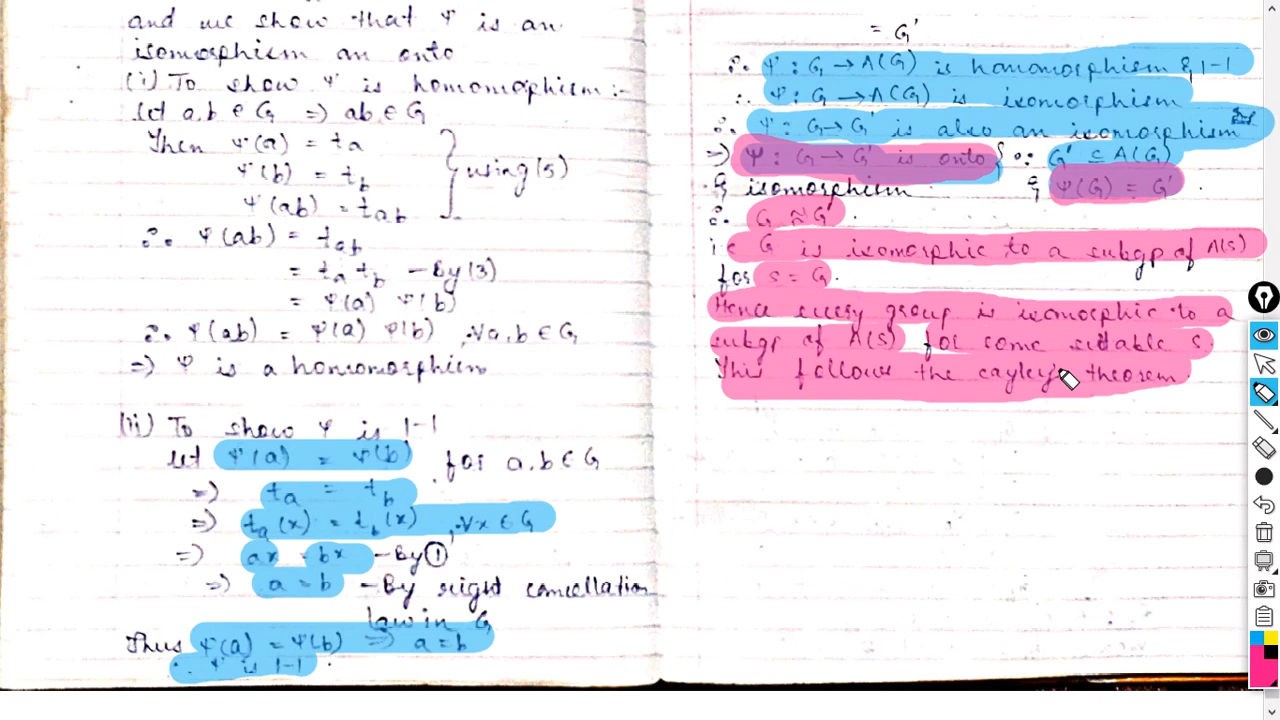 and we show that Ψ is an
isomorphism an onto
(i) To show Ψ is homomorphism :-
Let a,b ∈ G ⇒ ab ∈ G
Then Ψ(a) = ta
Ψ(b) = tb
Ψ(ab) = tab
using (5)
∴ Ψ(ab) = tab
= ta tb - By (3)
= Ψ(a) Ψ(b)
∴ Ψ(ab) = Ψ(a) Ψ(b) , ∀a,b ∈ G
⇒ Ψ is a homomorphism
(ii) To show Ψ is 1-1
Let Ψ(a) = Ψ(b) for a,b ∈ G
⇒ ta = tb
⇒ ta(x) = tb(x) , ∀x ∈ G
⇒ ax = bx - By ①
⇒ a = b - By right cancellation
law in G
Thus Ψ(a) = Ψ(b) ⇒ a = b
∴ Ψ is 1-1.
= G'
∴ Ψ : G → A(G) is homomorphism & 1-1
∴ Ψ : G → A(G) is isomorphism
∴ Ψ : G → G' is also an isomorphism
⇒ Ψ : G → G' is onto { ∵ G' ⊆ A(G)
& isomorphism. & Ψ(G) = G' .
∴ G ≈ G'
i.e G is isomorphic to a subgp of A(S)
for S = G.
Hence every group is isomorphic to a
subgp of A(S) for some suitable S.
This follows the cayley's theorem.